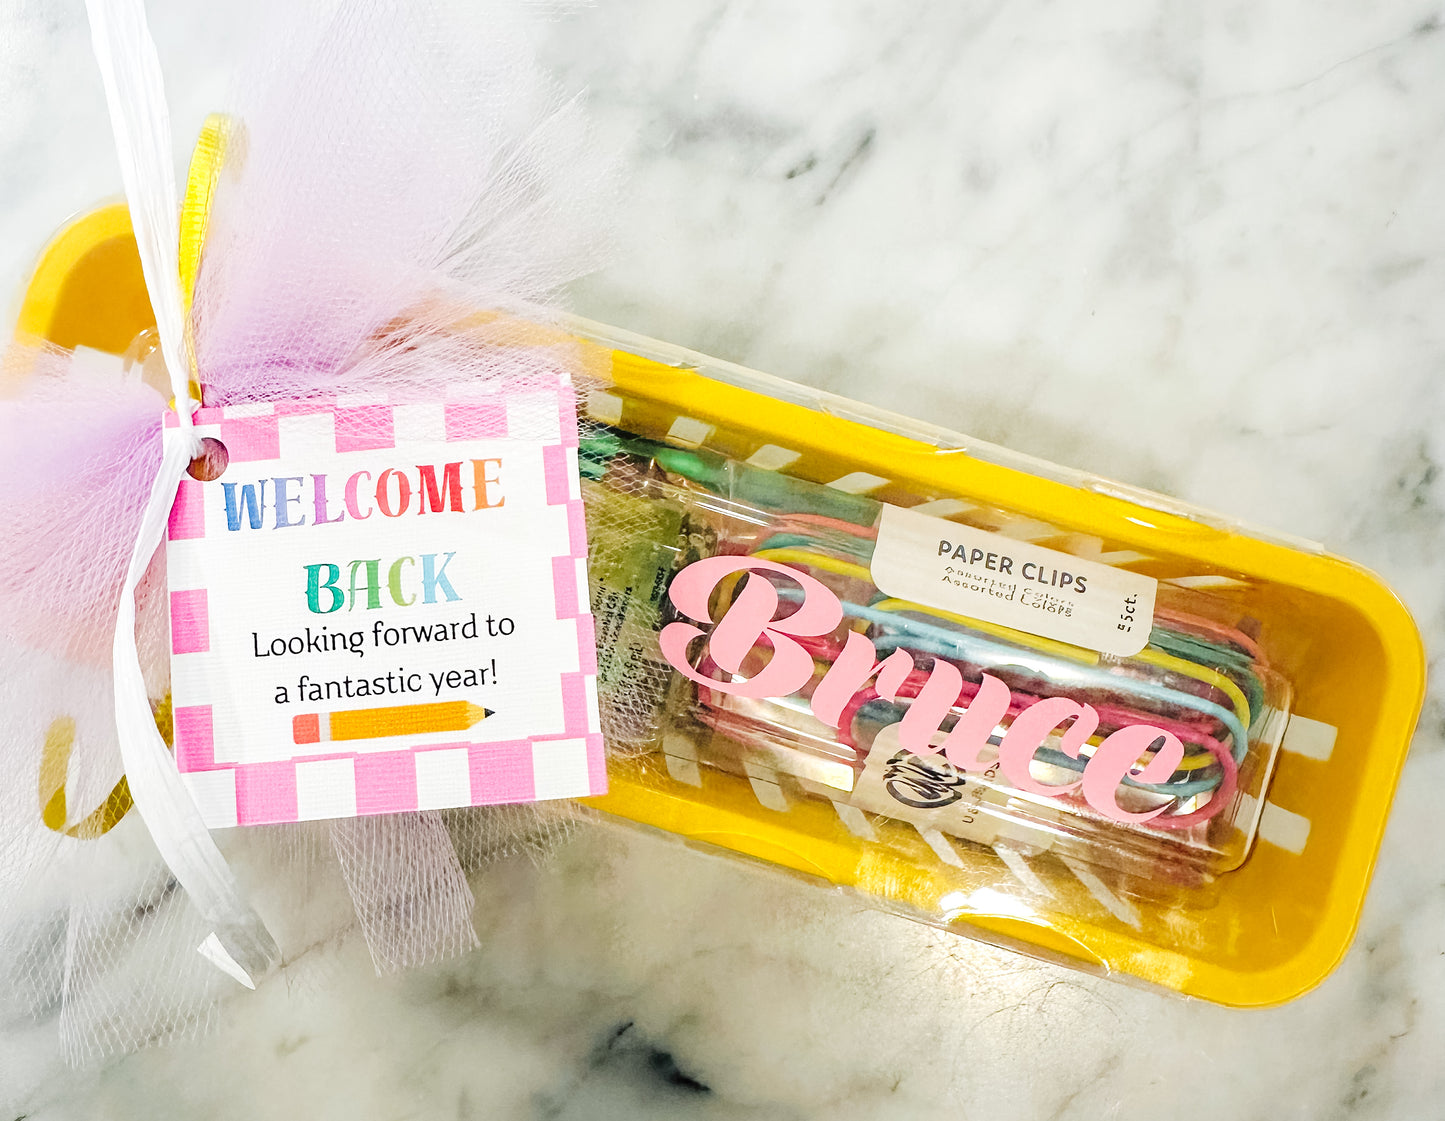 WELCOME
BACK
Looking forward to
a fantastic year!
PAPER CLIPS
Assorted Colors
Bruce